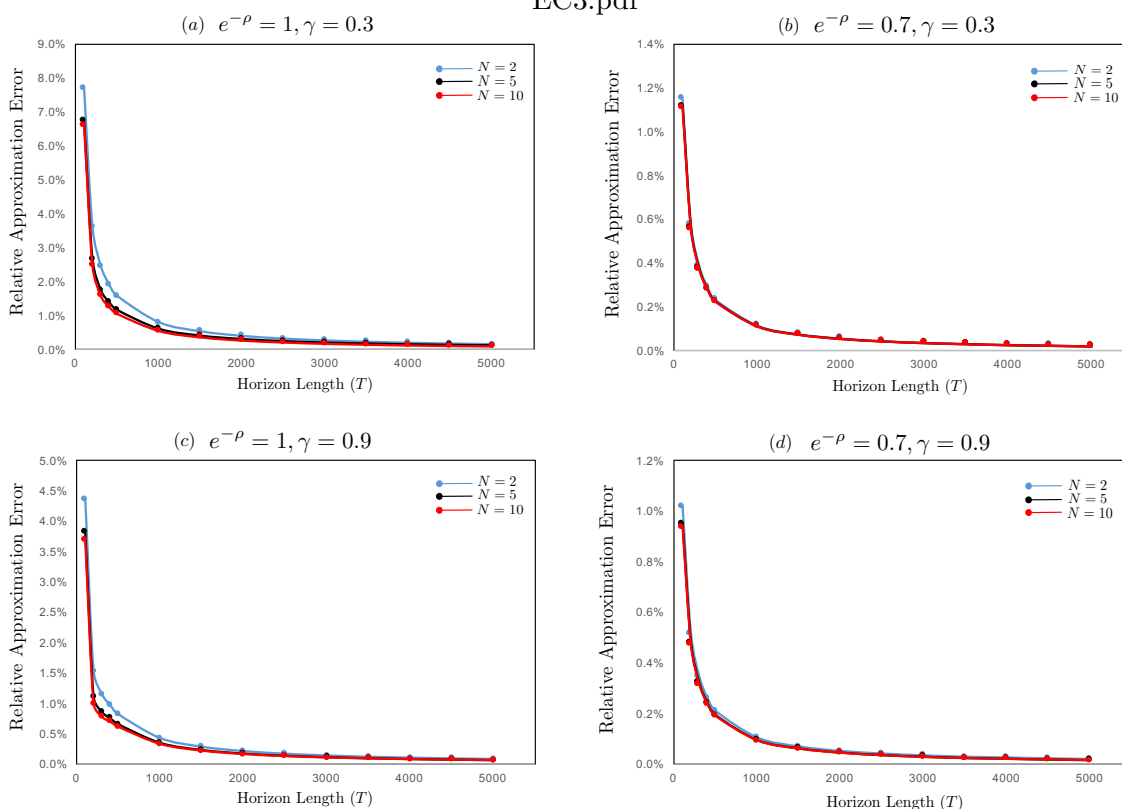 EC3.pdf
(a) e^{-ρ} = 1, γ = 0.3
9.0%
8.0%
7.0%
6.0%
5.0%
4.0%
3.0%
2.0%
1.0%
0.0%
Relative Approximation Error
N = 2
N = 5
N = 10
0 1000 2000 3000 4000 5000
Horizon Length (T)
(b) e^{-ρ} = 0.7, γ = 0.3
1.4%
1.2%
1.0%
0.8%
0.6%
0.4%
0.2%
0.0%
Relative Approximation Error
N = 2
N = 5
N = 10
0 1000 2000 3000 4000 5000
Horizon Length (T)
(c) e^{-ρ} = 1, γ = 0.9
5.0%
4.5%
4.0%
3.5%
3.0%
2.5%
2.0%
1.5%
1.0%
0.5%
0.0%
Relative Approximation Error
N = 2
N = 5
N = 10
0 1000 2000 3000 4000 5000
Horizon Length (T)
(d) e^{-ρ} = 0.7, γ = 0.9
1.2%
1.0%
0.8%
0.6%
0.4%
0.2%
0.0%
Relative Approximation Error
N = 2
N = 5
N = 10
0 1000 2000 3000 4000 5000
Horizon Length (T)